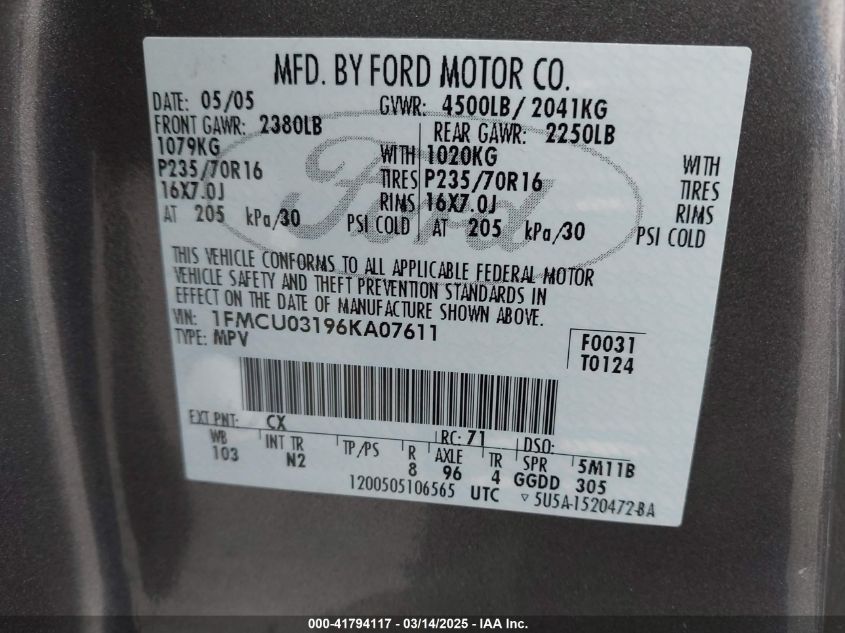 MFD. BY FORD MOTOR CO.
DATE: 05/05 GVWR: 4500LB/ 2041KG
FRONT GAWR: 2380LB REAR GAWR: 2250LB
1079KG WITH 1020KG WITH
P235/70R16 TIRES P235/70R16 TIRES
16X7.0J RIMS 16X7.0J RIMS
AT 205 kPa/30 PSI COLD AT 205 kPa/30 PSI COLD
Ford
THIS VEHICLE CONFORMS TO ALL APPLICABLE FEDERAL MOTOR
VEHICLE SAFETY AND THEFT PREVENTION STANDARDS IN
EFFECT ON THE DATE OF MANUFACTURE SHOWN ABOVE.
VIN: 1FMCU03196KA07611
TYPE: MPV
F0031
T0124
EXT PNT: CX RC: 71 DSO:
WB INT TR TP/PS R AXLE TR SPR 5M11B
103 N2 8 96 4 GGDD 305
1200505106565 UTC ▽ 5U5A-1520472-BA
000-41794117 - 03/14/2025 - IAA Inc.